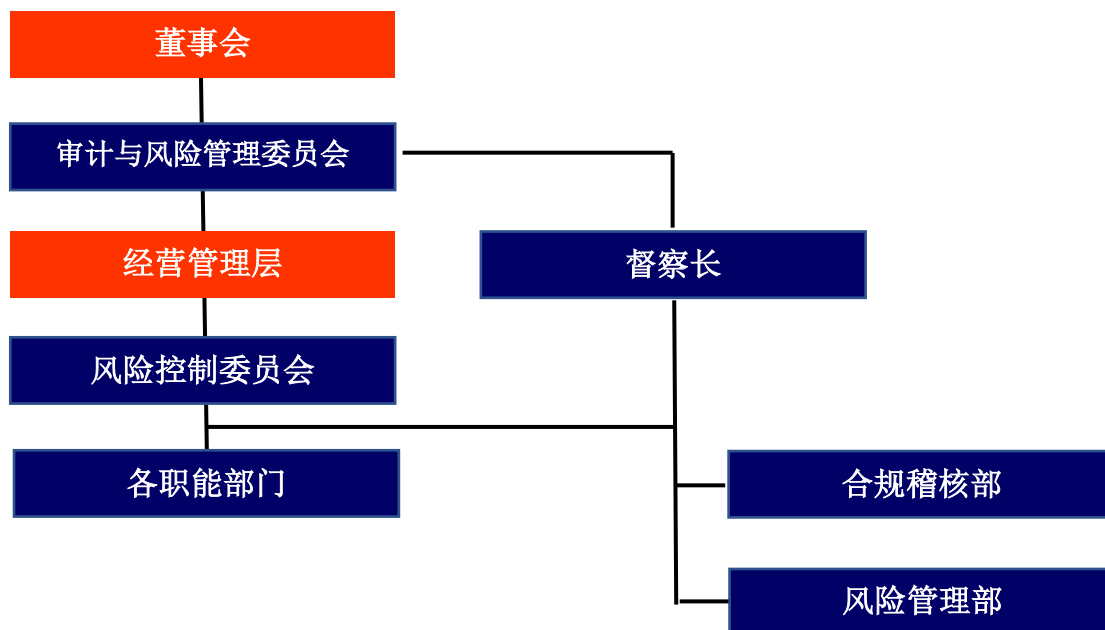 董事会
审计与风险管理委员会
经营管理层
督察长
风险控制委员会
各职能部门
合规稽核部
风险管理部